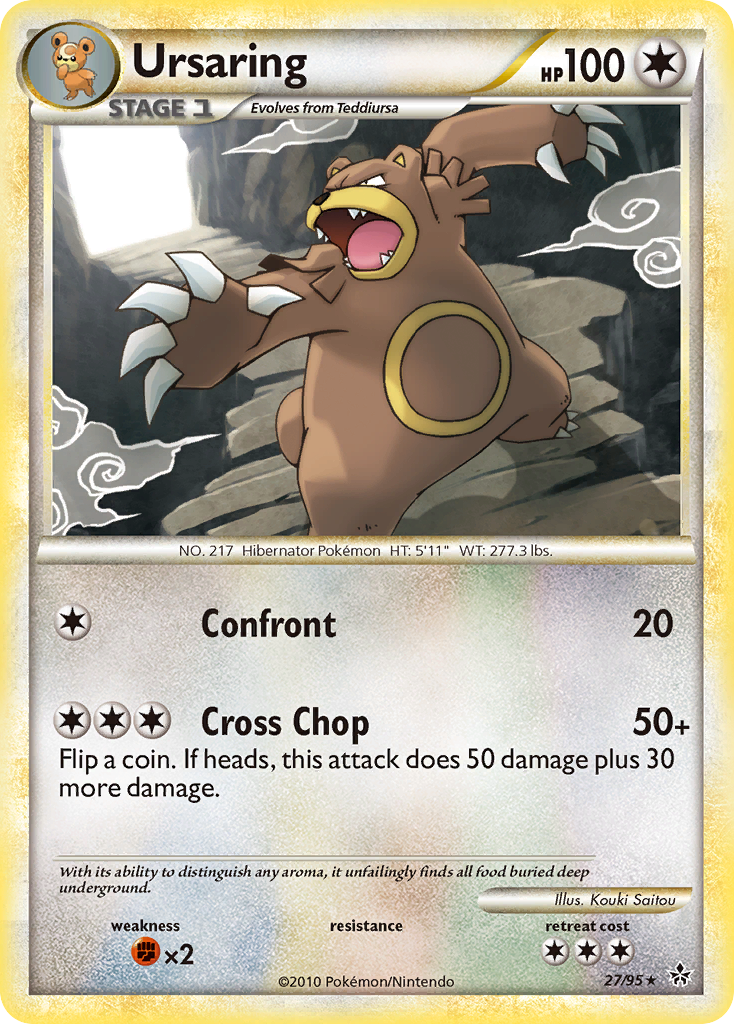 Ursaring
HP100
STAGE 1
Evolves from Teddiursa
NO. 217 Hibernator Pokémon HT: 5'11" WT: 277.3 lbs.
Confront 20
Cross Chop 50+
Flip a coin. If heads, this attack does 50 damage plus 30
more damage.
With its ability to distinguish any aroma, it unfailingly finds all food buried deep
underground.
Illus. Kouki Saitou
weakness resistance retreat cost
×2
©2010 Pokémon/Nintendo
27/95★